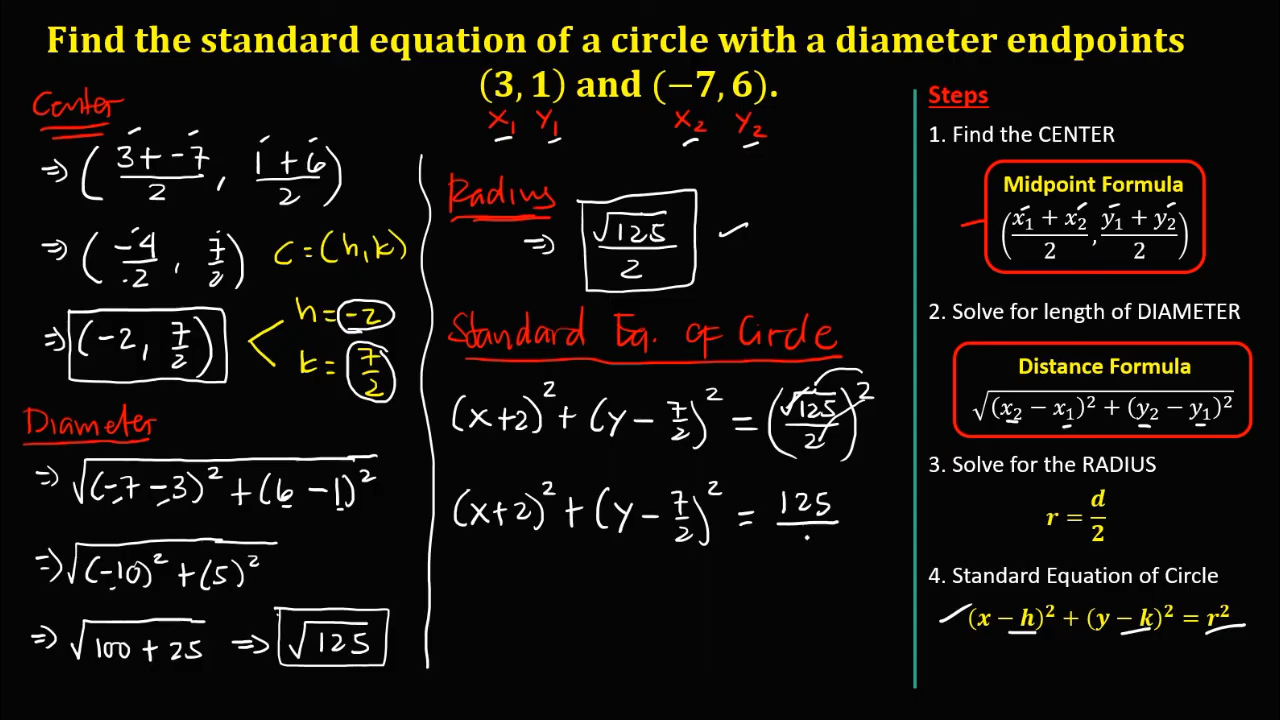 Find the standard equation of a circle with a diameter endpoints
(3, 1) and (−7, 6).
X₁ Y₁ X₂ Y₂
Center
⇒ ( (3 + -7)/2 , (1 + 6)/2 )
⇒ ( -4/2 , 7/2 ) C = (h, k)
⇒ (-2, 7/2) < h = -2
k = 7/2
Diameter
⇒ √((-7 - 3)² + (6 - 1)²)
⇒ √((-10)² + (5)²)
⇒ √(100 + 25) ⇒ √125
Radius
⇒ √125/2 ✓
Standard Eq. of Circle
(x+2)² + (y - 7/2)² = (√125/2)²
(x+2)² + (y - 7/2)² = 125/
Steps
1. Find the CENTER
Midpoint Formula
( (x₁ + x₂)/2 , (y₁ + y₂)/2 )
2. Solve for length of DIAMETER
Distance Formula
√((x₂ − x₁)² + (y₂ − y₁)²)
3. Solve for the RADIUS
r = d/2
4. Standard Equation of Circle
(x − h)² + (y − k)² = r²